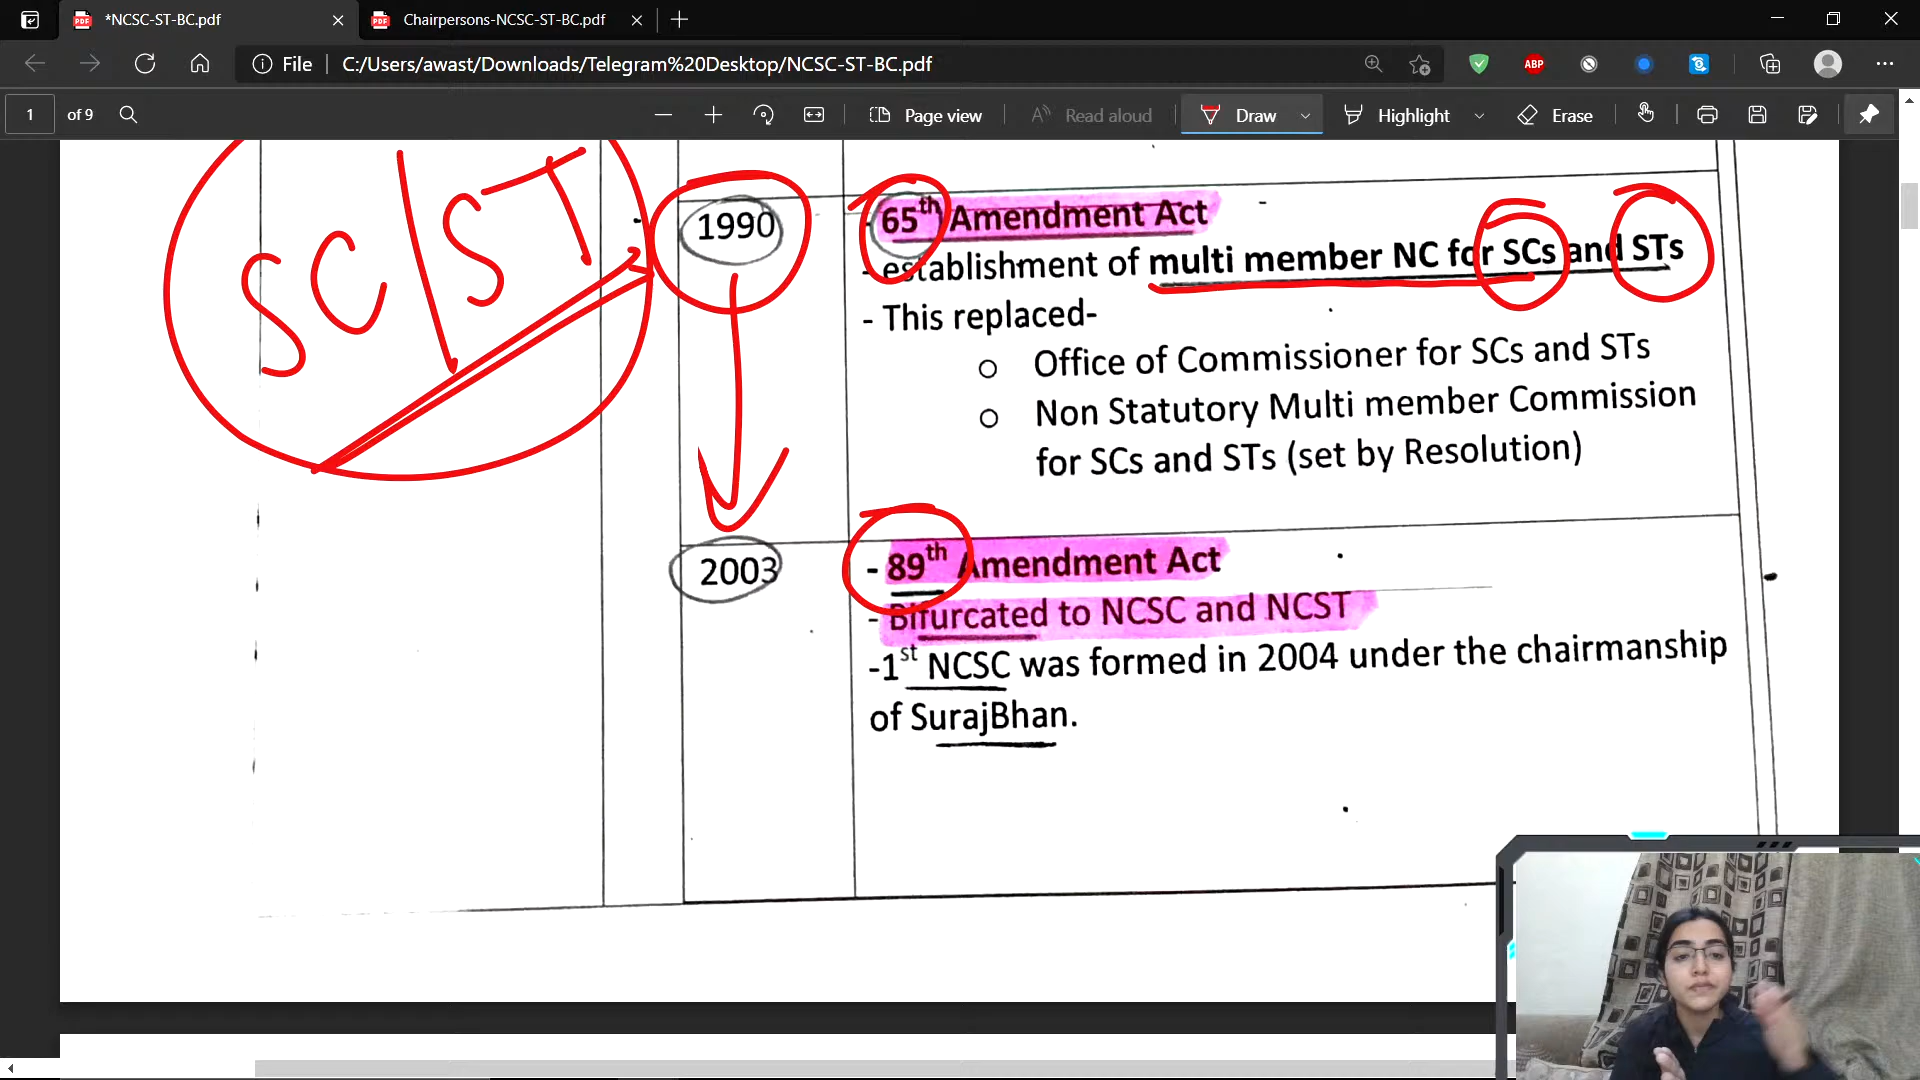 *NCSC-ST-BC.pdf
Chairpersons-NCSC-ST-BC.pdf
File
C:/Users/awast/Downloads/Telegram%20Desktop/NCSC-ST-BC.pdf
ABP
1 of 9
Page view
Read aloud
Draw
Highlight
Erase
SC/ST
1990
- 65th Amendment Act
- establishment of multi member NC for SCs and STs
- This replaced-
o Office of Commissioner for SCs and STs
o Non Statutory Multi member Commission
for SCs and STs (set by Resolution)
2003
- 89th Amendment Act
- Bifurcated to NCSC and NCST
-1st NCSC was formed in 2004 under the chairmanship
of SurajBhan.